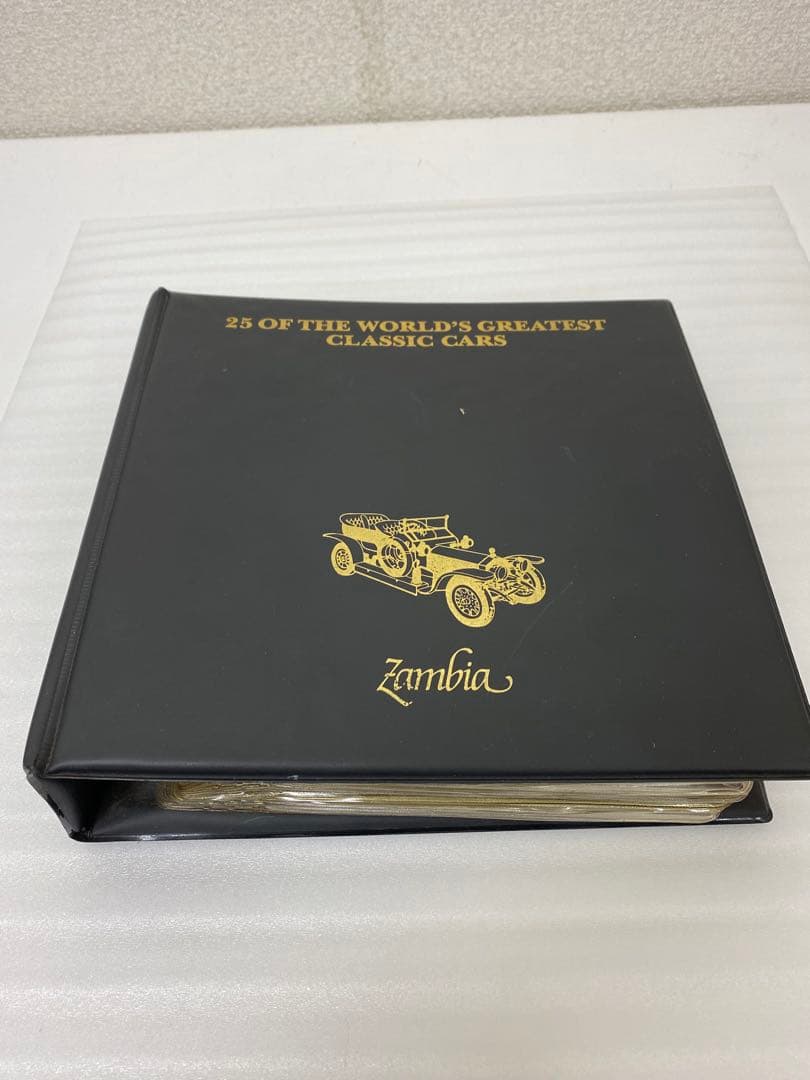 25 OF THE WORLD'S GREATEST
CLASSIC CARS
Zambia